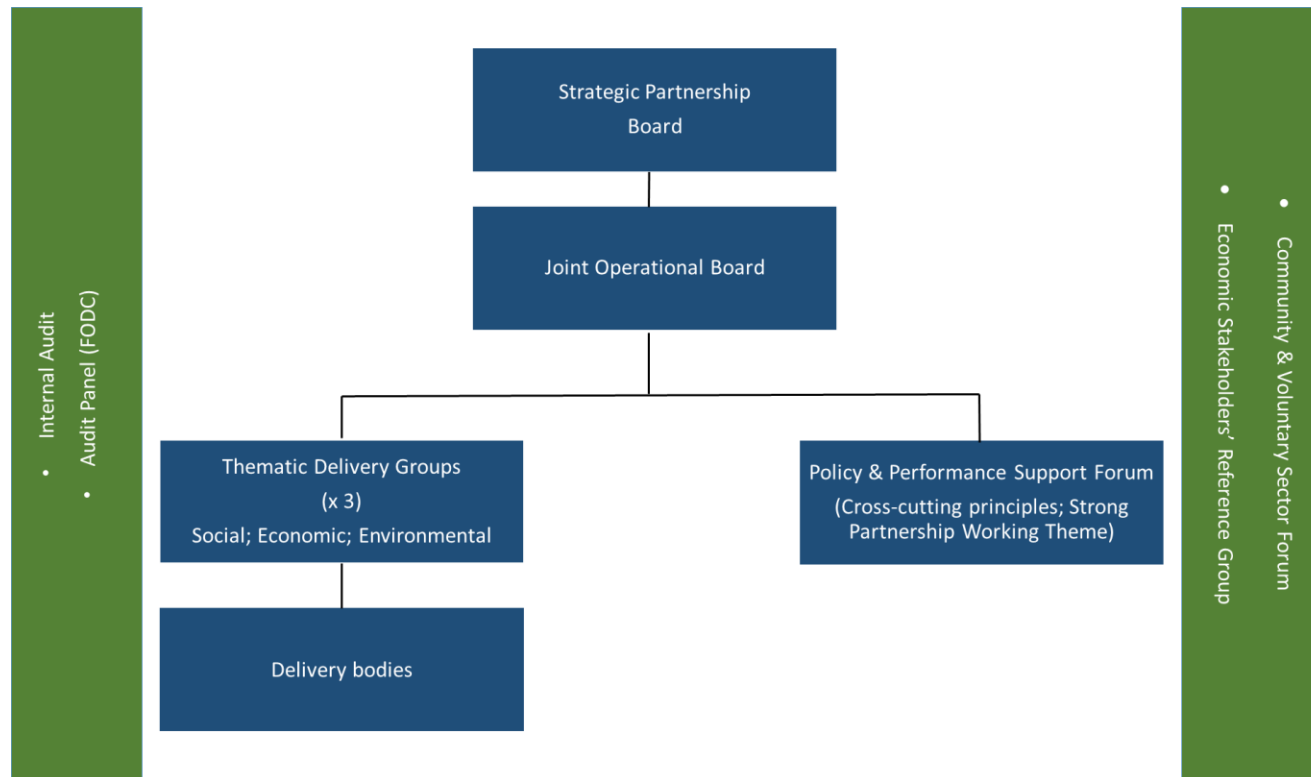 Strategic Partnership
Board
Joint Operational Board
Thematic Delivery Groups
(x 3)
Social; Economic; Environmental
Policy & Performance Support Forum
(Cross-cutting principles; Strong
Partnership Working Theme)
Delivery bodies
• Internal Audit
• Audit Panel (FODC)
• Community & Voluntary Sector Forum
• Economic Stakeholders’ Reference Group